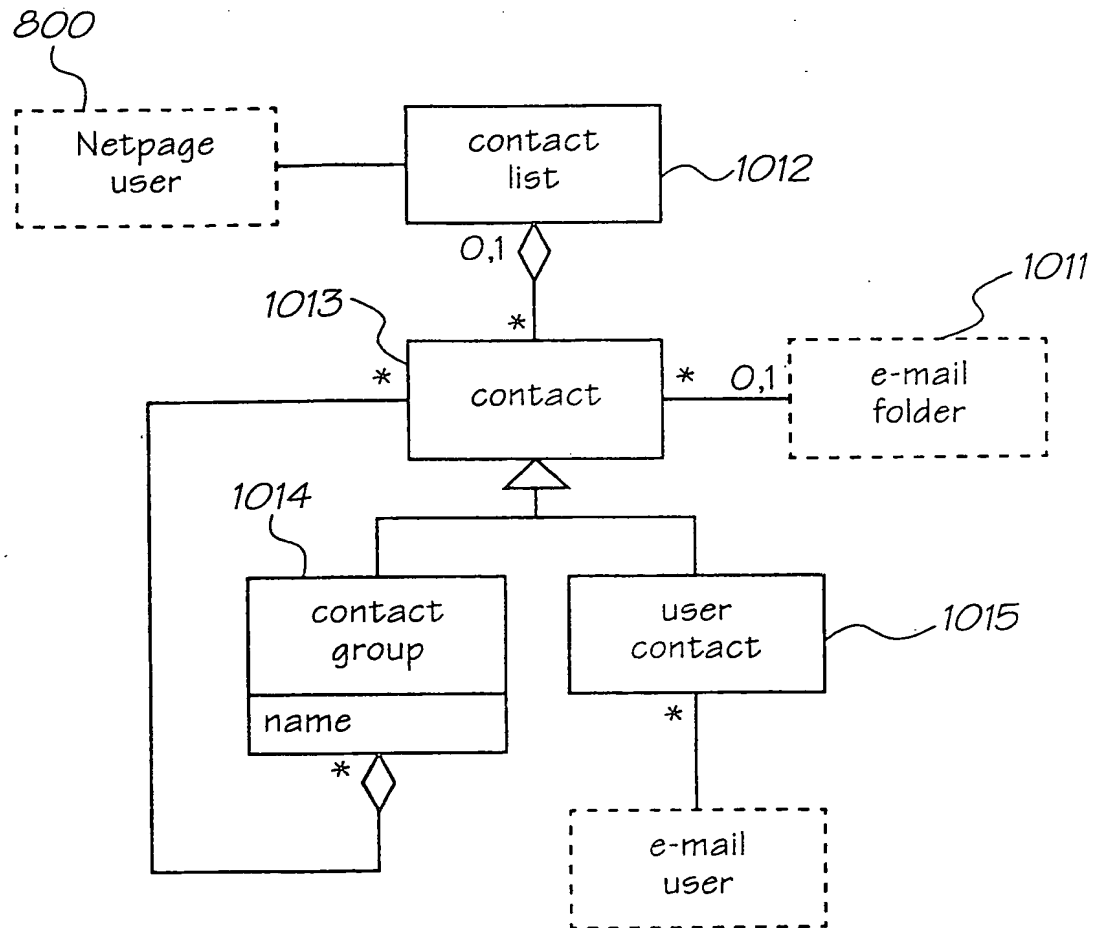 800
Netpage
user
contact
list
1012
0,1
*
1013
*
contact
*
0,1
1011
e-mail
folder
1014
contact
group
name
*
user
contact
1015
*
e-mail
user